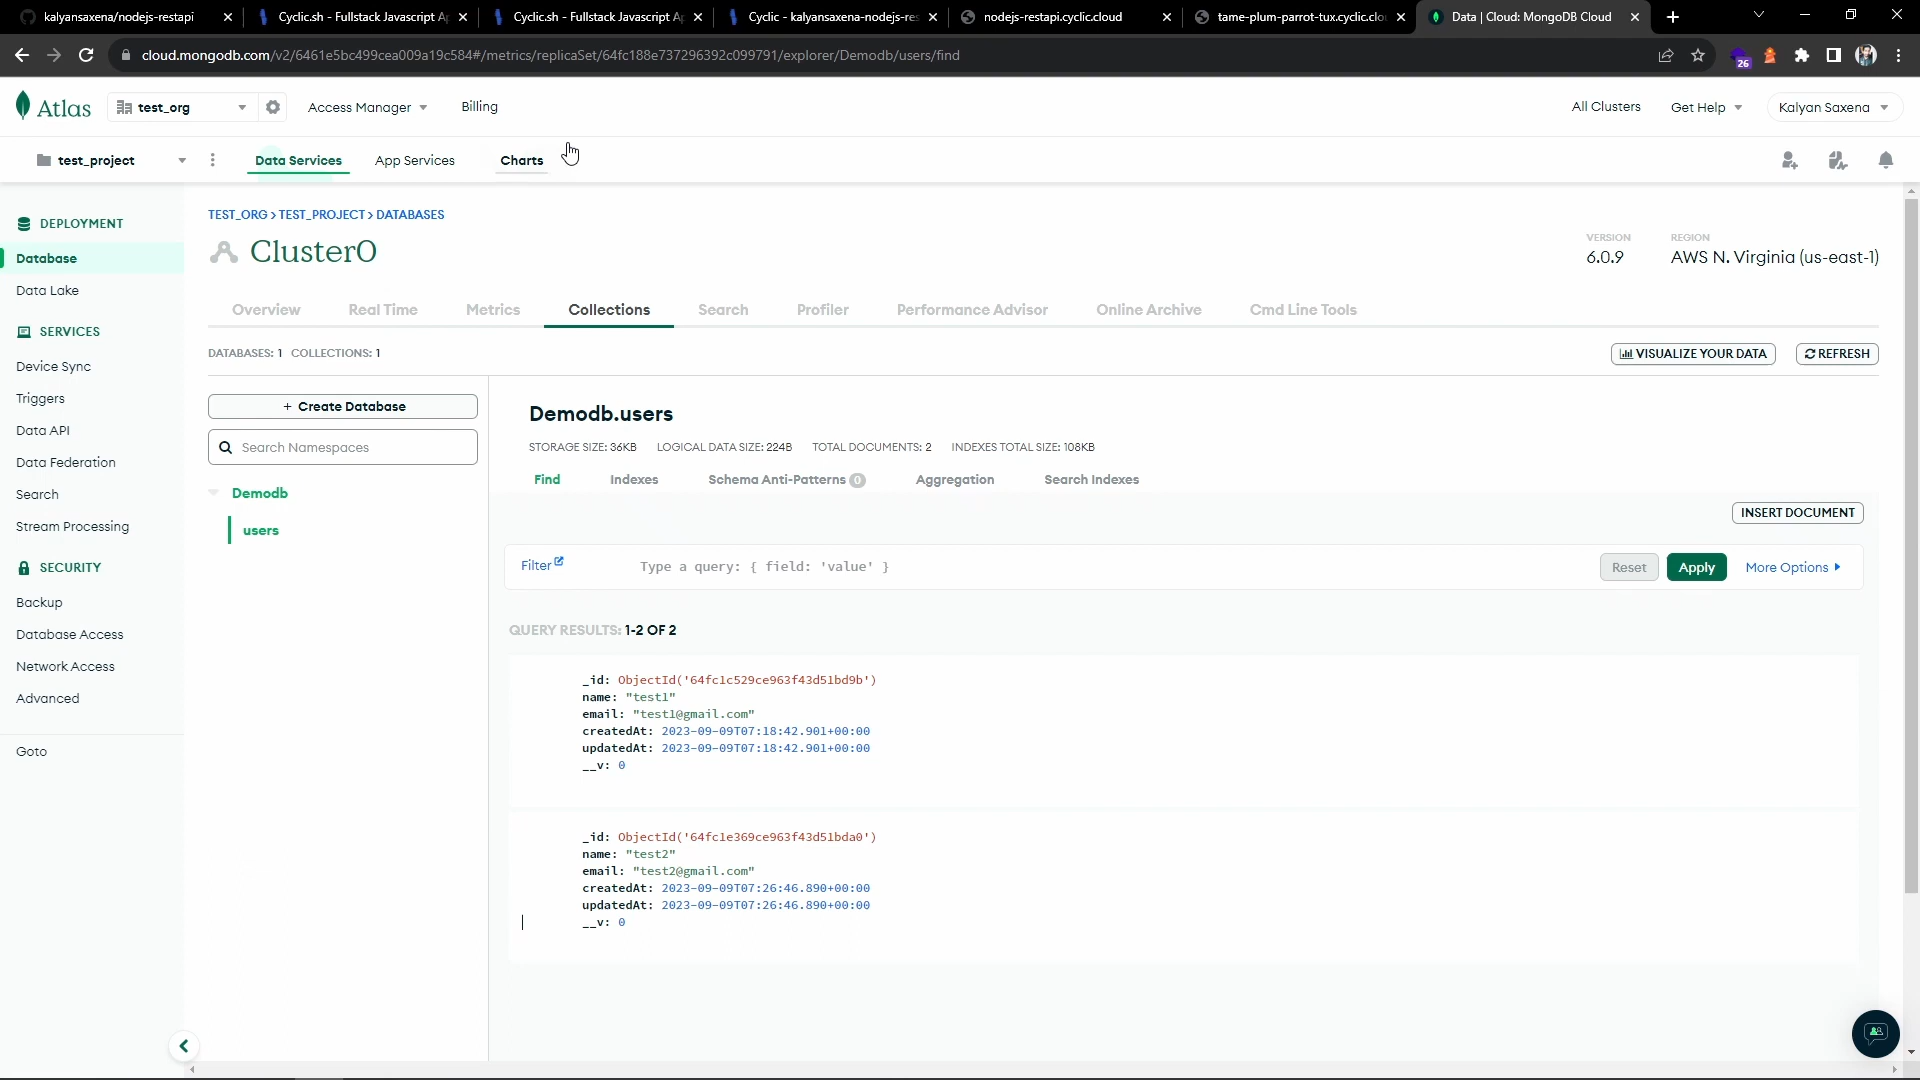 kalyansaxena/nodejs-restapi
Cyclic.sh - Fullstack Javascript Ap
Cyclic.sh - Fullstack Javascript Ap
Cyclic - kalyansaxena-nodejs-res
nodejs-restapi.cyclic.cloud
tame-plum-parrot-tux.cyclic.clo
Data | Cloud: MongoDB Cloud
cloud.mongodb.com/v2/6461e5bc499cea009a19c584#/metrics/replicaSet/64fc188e737296392c099791/explorer/Demodb/users/find
26
Atlas
test_org
Access Manager
Billing
All Clusters
Get Help
Kalyan Saxena
test_project
Data Services
App Services
Charts
DEPLOYMENT
Database
Data Lake
SERVICES
Device Sync
Triggers
Data API
Data Federation
Search
Stream Processing
SECURITY
Backup
Database Access
Network Access
Advanced
Goto
TEST_ORG > TEST_PROJECT > DATABASES
Cluster0
VERSION
6.0.9
REGION
AWS N. Virginia (us-east-1)
Overview
Real Time
Metrics
Collections
Search
Profiler
Performance Advisor
Online Archive
Cmd Line Tools
DATABASES: 1 COLLECTIONS: 1
VISUALIZE YOUR DATA
REFRESH
+ Create Database
Search Namespaces
Demodb
users
Demodb.users
STORAGE SIZE: 36KB LOGICAL DATA SIZE: 224B TOTAL DOCUMENTS: 2 INDEXES TOTAL SIZE: 108KB
Find
Indexes
Schema Anti-Patterns 0
Aggregation
Search Indexes
INSERT DOCUMENT
Filter
Type a query: { field: 'value' }
Reset
Apply
More Options
QUERY RESULTS: 1-2 OF 2
_id: ObjectId('64fc1c529ce963f43d51bd9b')
name: "test1"
email: "test1@gmail.com"
createdAt: 2023-09-09T07:18:42.901+00:00
updatedAt: 2023-09-09T07:18:42.901+00:00
__v: 0
_id: ObjectId('64fc1e369ce963f43d51bda0')
name: "test2"
email: "test2@gmail.com"
createdAt: 2023-09-09T07:26:46.890+00:00
updatedAt: 2023-09-09T07:26:46.890+00:00
__v: 0